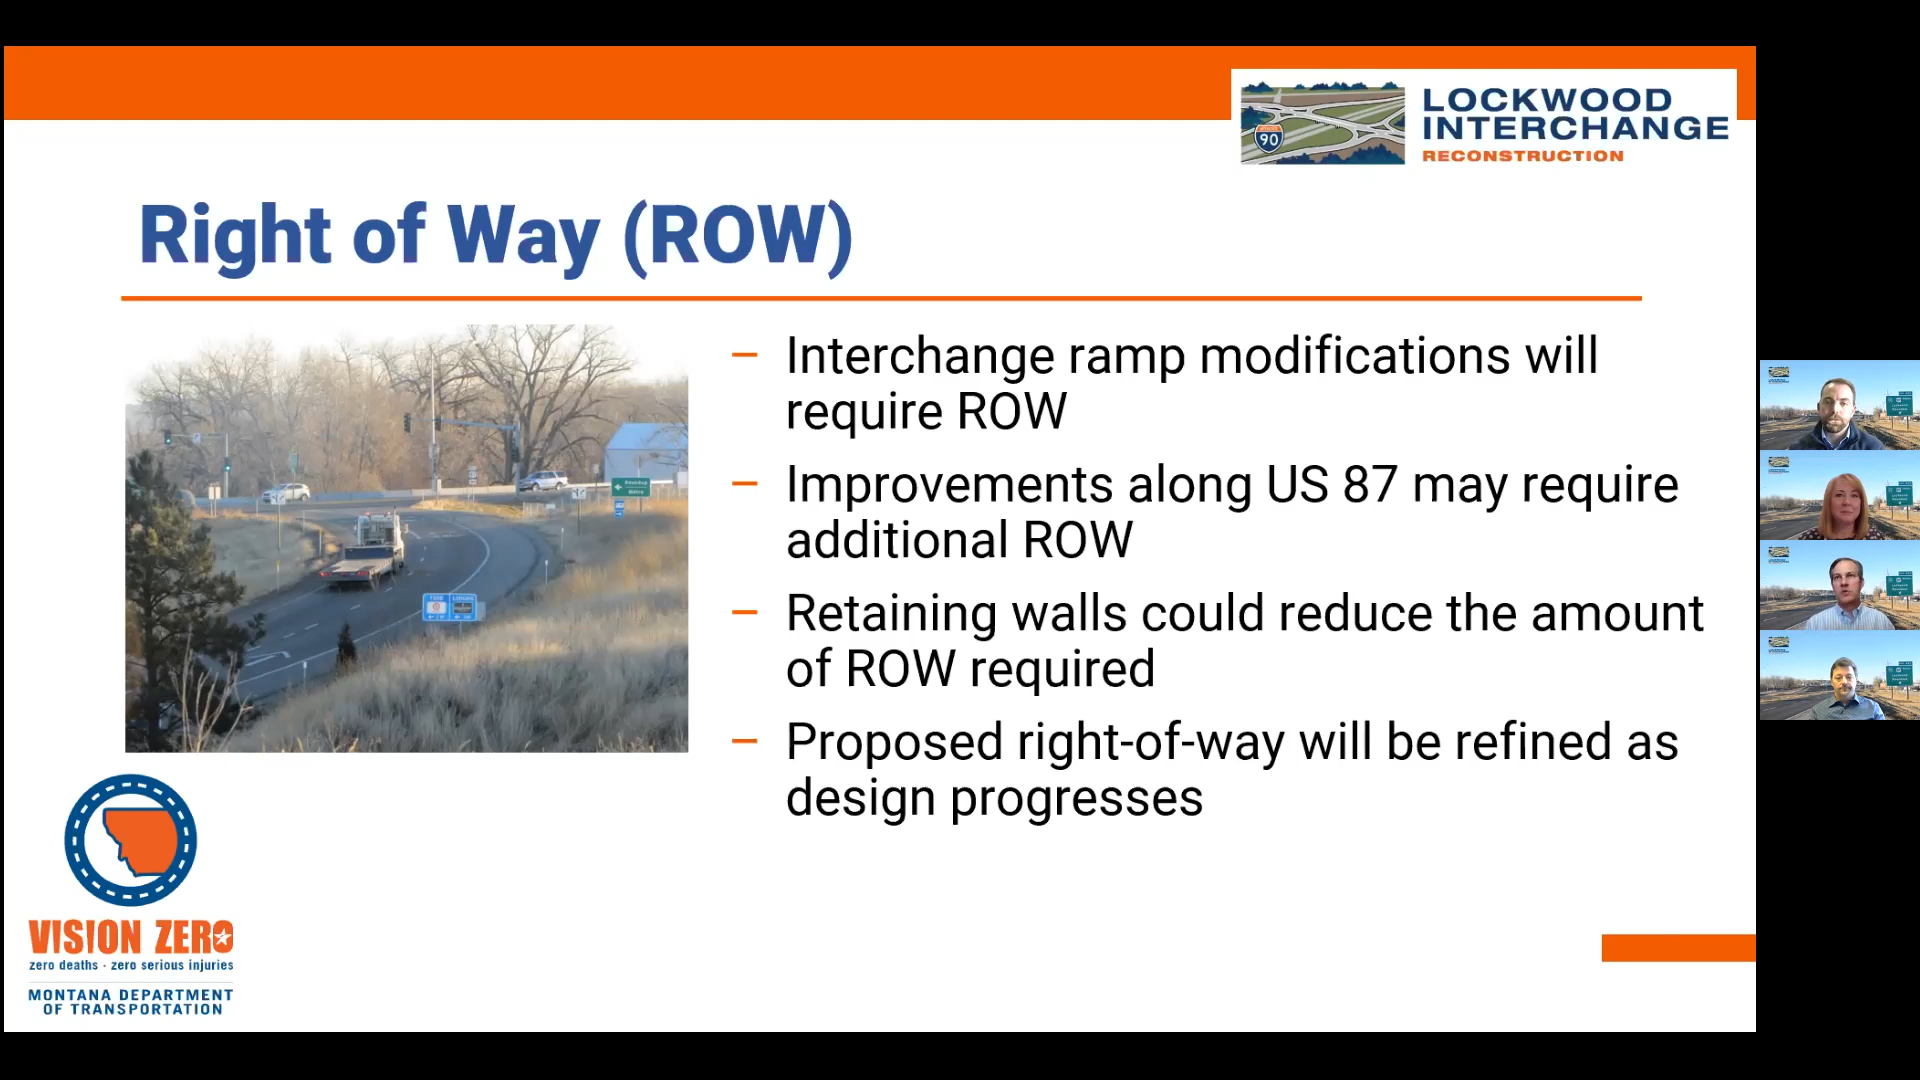 LOCKWOOD
INTERCHANGE
RECONSTRUCTION
90
Right of Way (ROW)
– Interchange ramp modifications will
require ROW
– Improvements along US 87 may require
additional ROW
– Retaining walls could reduce the amount
of ROW required
– Proposed right-of-way will be refined as
design progresses
VISION ZERO
zero deaths · zero serious injuries
MONTANA DEPARTMENT
OF TRANSPORTATION